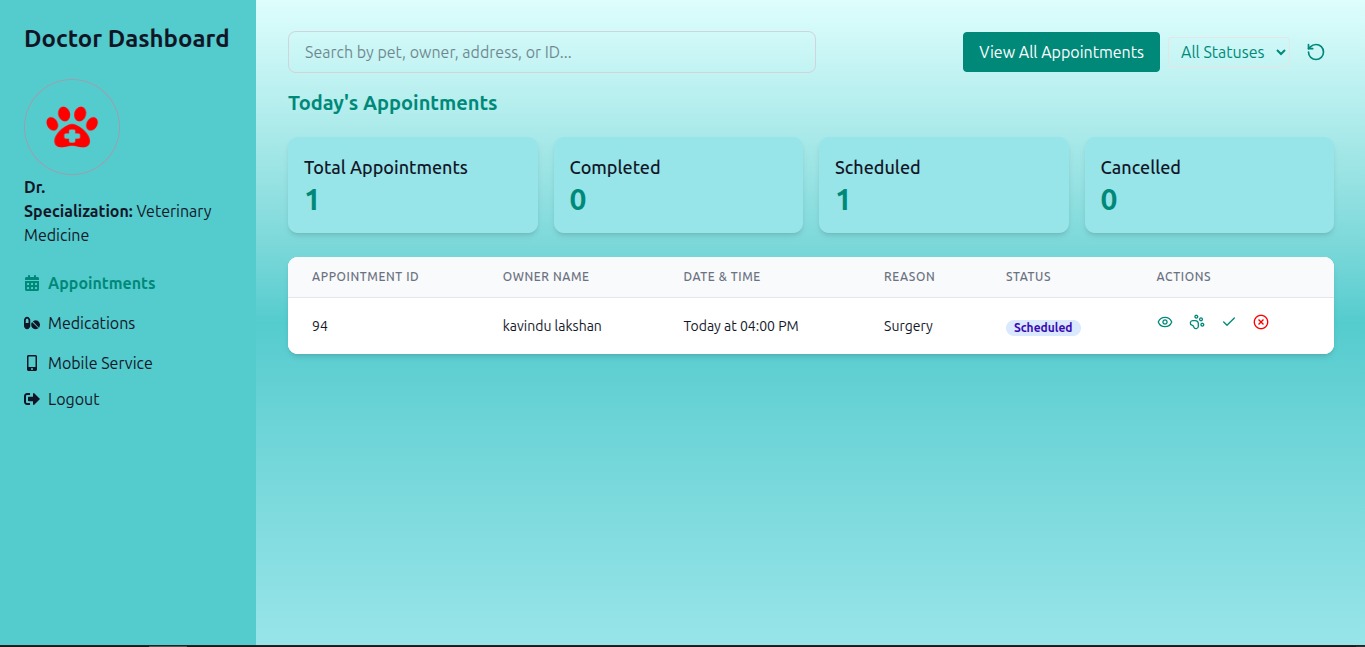 Doctor Dashboard
Dr.
Specialization: Veterinary
Medicine
Appointments
Medications
Mobile Service
Logout
Search by pet, owner, address, or ID...
View All Appointments
All Statuses
Today's Appointments
Total Appointments
1
Completed
0
Scheduled
1
Cancelled
0
APPOINTMENT ID OWNER NAME DATE & TIME REASON STATUS ACTIONS
94 kavindu lakshan Today at 04:00 PM Surgery Scheduled